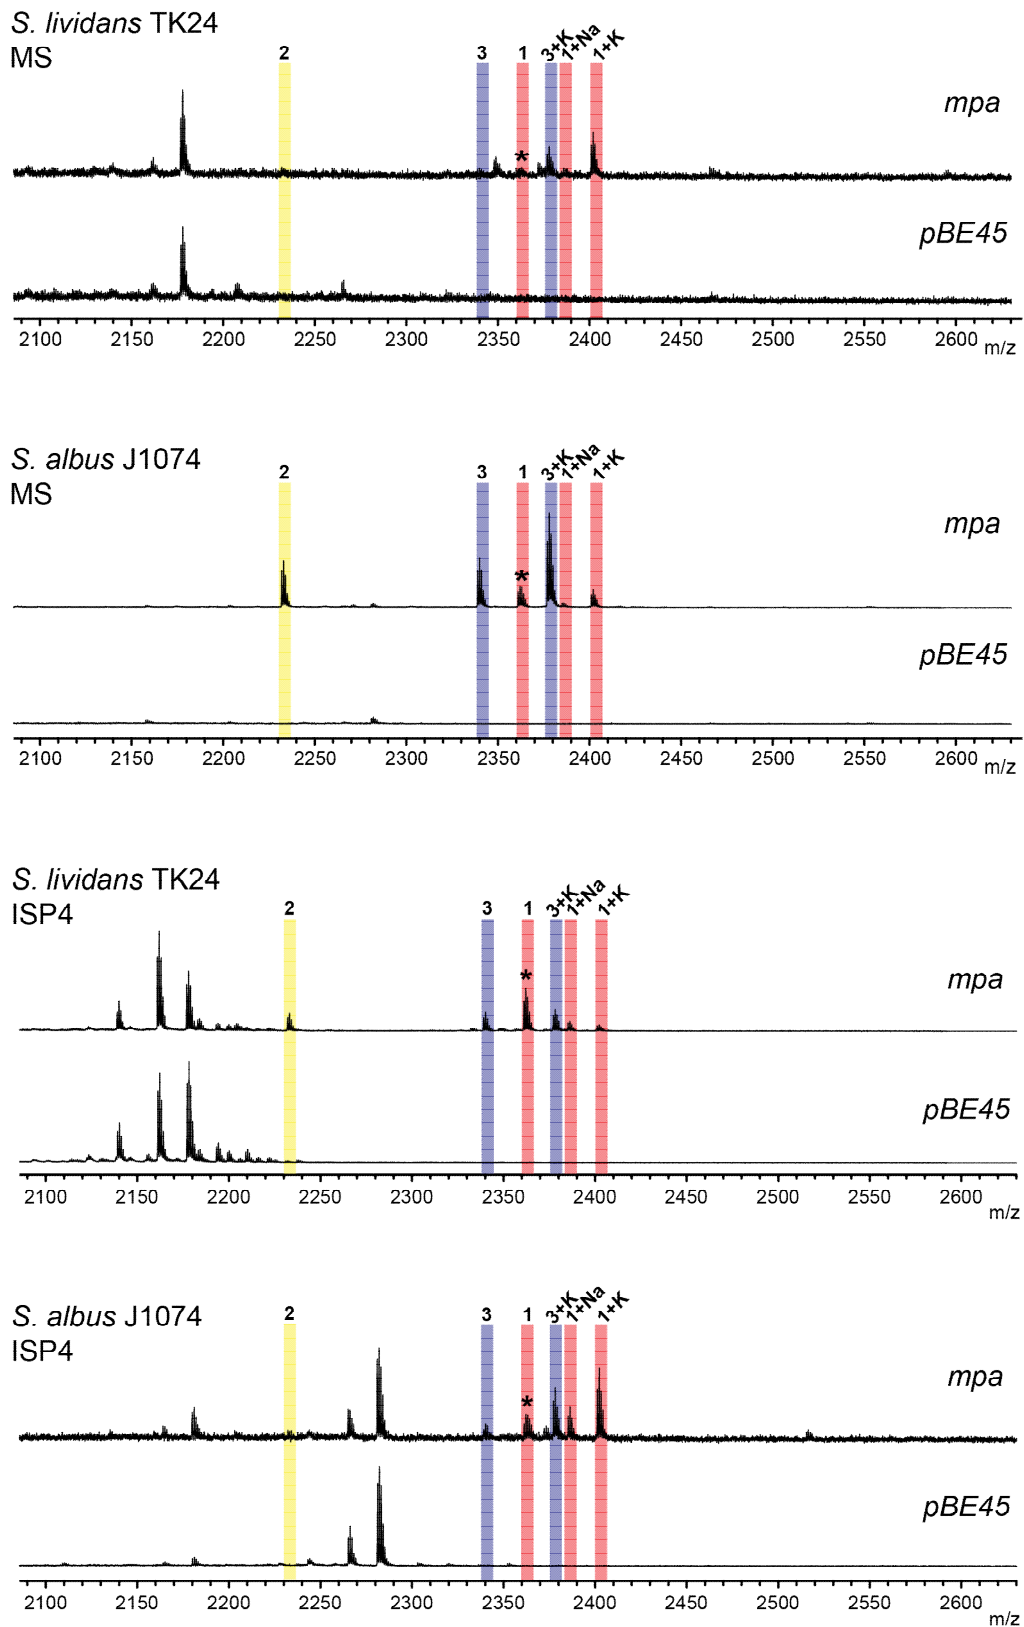 S. lividans TK24
MS
2 3 1 3+K 1+Na 1+K
*
mpa
pBE45
2100 2150 2200 2250 2300 2350 2400 2450 2500 2550 2600 m/z
S. albus J1074
MS
2 3 1 3+K 1+Na 1+K
*
mpa
pBE45
2100 2150 2200 2250 2300 2350 2400 2450 2500 2550 2600 m/z
S. lividans TK24
ISP4
2 3 1 3+K 1+Na 1+K
*
mpa
pBE45
2100 2150 2200 2250 2300 2350 2400 2450 2500 2550 2600
m/z
S. albus J1074
ISP4
2 3 1 3+K 1+Na 1+K
*
mpa
pBE45
2100 2150 2200 2250 2300 2350 2400 2450 2500 2550 2600
m/z